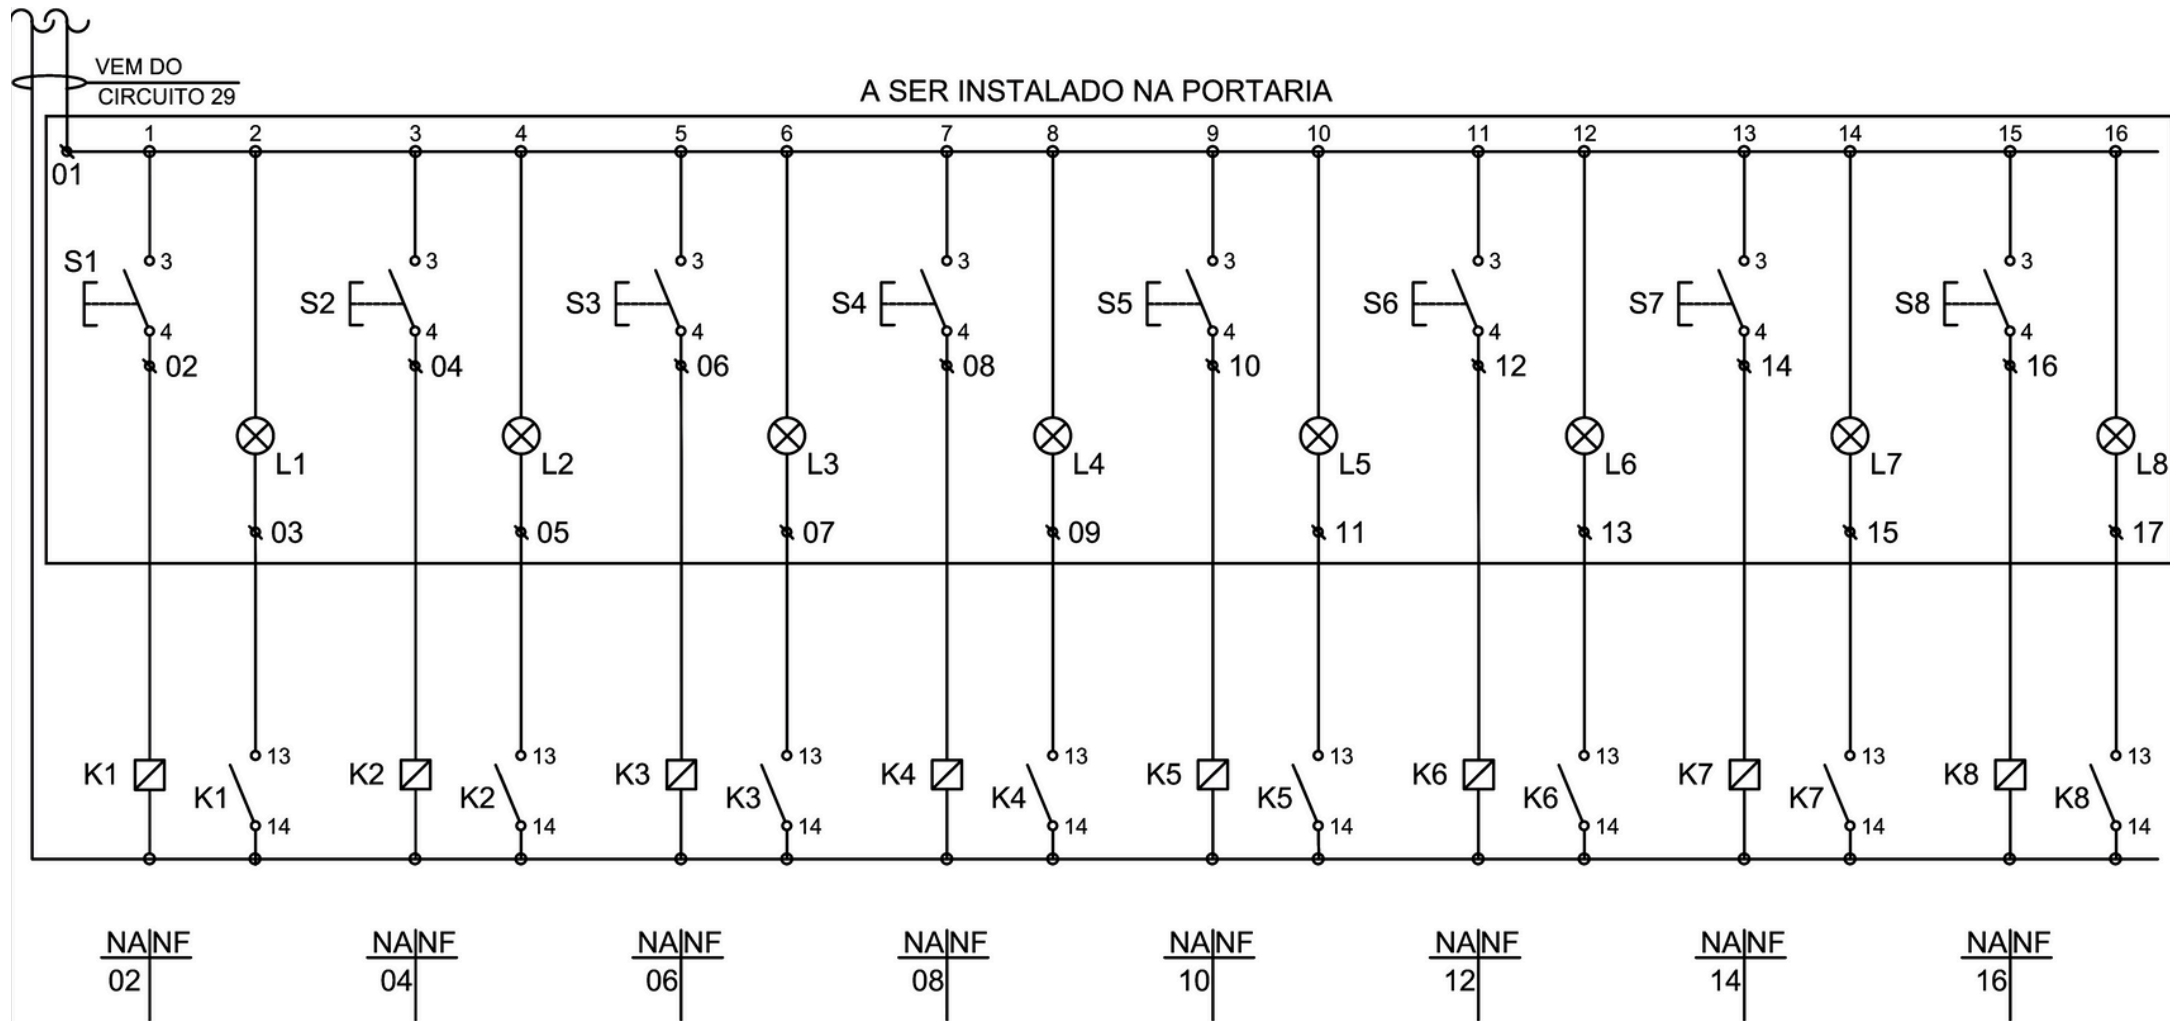 VEM DO
CIRCUITO 29
A SER INSTALADO NA PORTARIA
1 2 3 4 5 6 7 8 9 10 11 12 13 14 15 16
01
S1 3 3 3 3 3 3 3 3
S2 S3 S4 S5 S6 S7 S8
4 4 4 4 4 4 4 4
02 04 06 08 10 12 14 16
L1 L2 L3 L4 L5 L6 L7 L8
03 05 07 09 11 13 15 17
13 13 13 13 13 13 13 13
K1 K2 K3 K4 K5 K6 K7 K8
K1 K2 K3 K4 K5 K6 K7 K8
14 14 14 14 14 14 14 14
NA NF NA NF NA NF NA NF NA NF NA NF NA NF NA NF
02 04 06 08 10 12 14 16